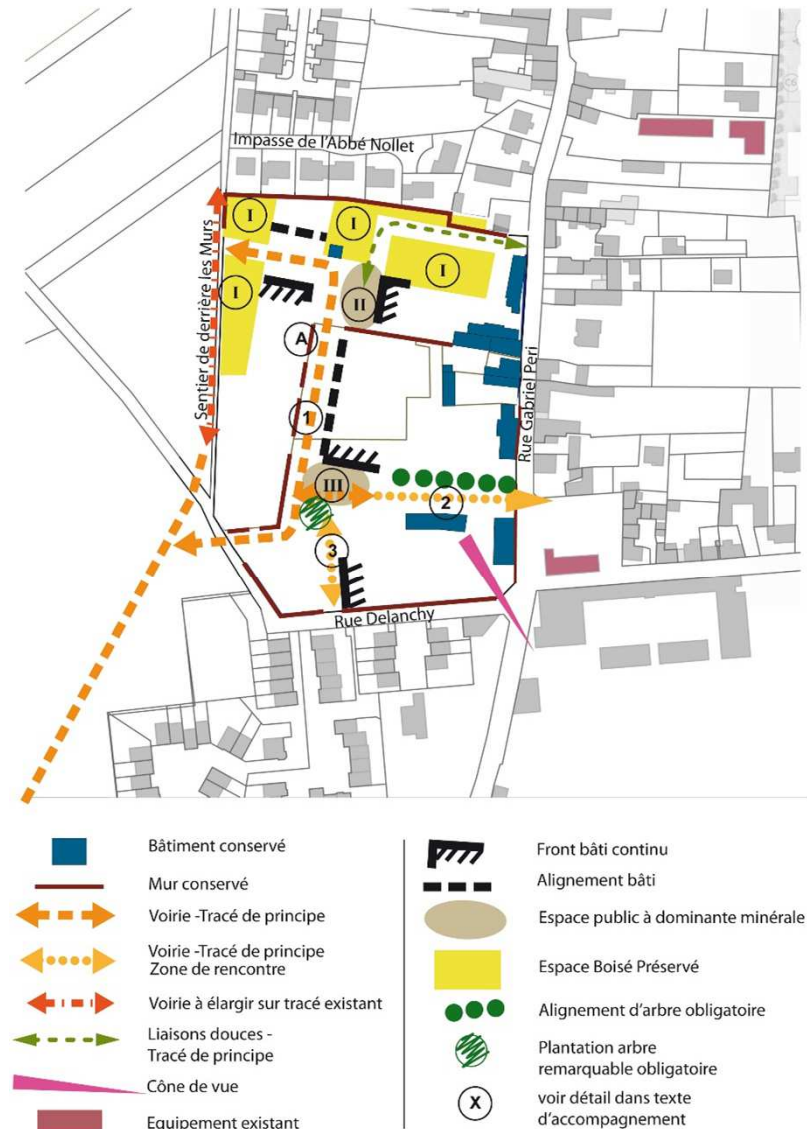 Impasse de l'Abbé Nollet
Sentier de derrière les Murs
Rue Gabriel Peri
I
I
I
I
II
A
1
III
2
3
Rue Delanchy
Bâtiment conservé
Mur conservé
Voirie -Tracé de principe
Voirie -Tracé de principe
Zone de rencontre
Voirie à élargir sur tracé existant
Liaisons douces -
Tracé de principe
Cône de vue
Equipement existant
Front bâti continu
Alignement bâti
Espace public à dominante minérale
Espace Boisé Préservé
Alignement d'arbre obligatoire
Plantation arbre
remarquable obligatoire
X
voir détail dans texte
d'accompagnement